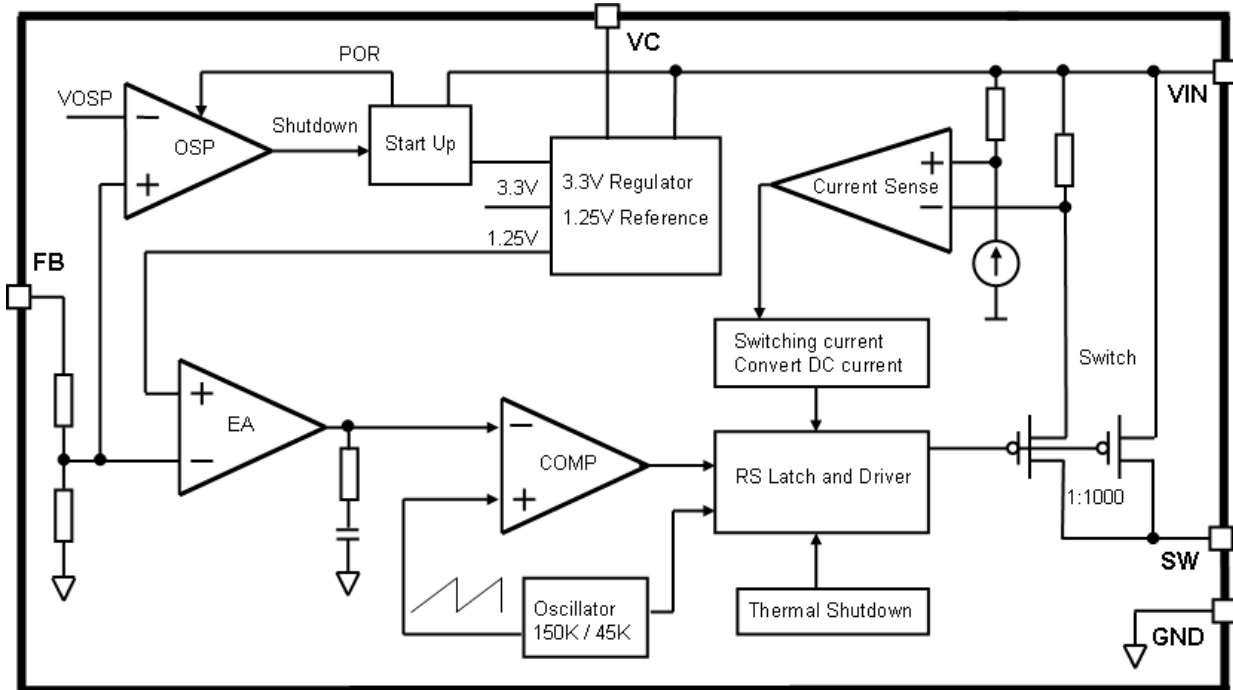 VC
POR
VIN
VOSP
−
OSP
+
Shutdown
Start Up
3.3V
1.25V
3.3V Regulator
1.25V Reference
+
Current Sense
−
FB
Switching current
Convert DC current
Switch
+
EA
−
−
COMP
+
RS Latch and Driver
1:1000
SW
Oscillator
150K / 45K
Thermal Shutdown
GND